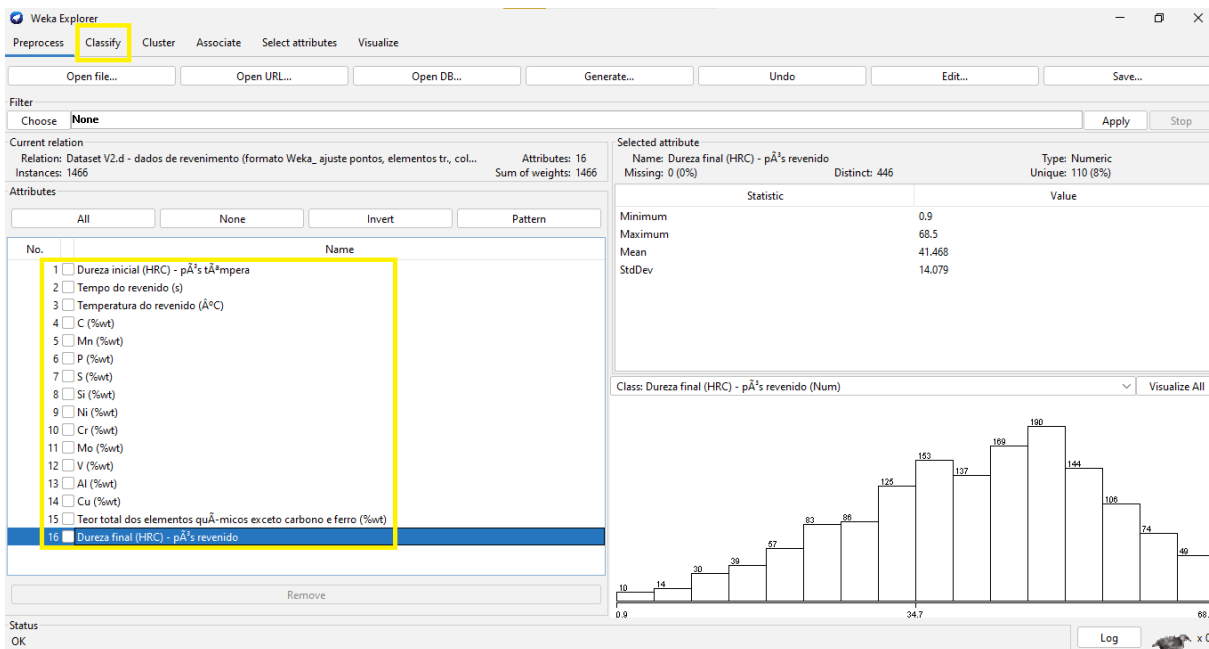 Weka Explorer
Preprocess Classify Cluster Associate Select attributes Visualize
Open file... Open URL... Open DB... Generate... Undo Edit... Save...
Filter
Choose None Apply Stop
Current relation
Relation: Dataset V2.d - dados de revenimento (formato Weka_ ajuste pontos, elementos tr., col... Attributes: 16
Instances: 1466 Sum of weights: 1466
Attributes
All None Invert Pattern
No. Name
1 Dureza inicial (HRC) - pÃ³s tÃªmpera
2 Tempo do revenido (s)
3 Temperatura do revenido (ÂºC)
4 C (%wt)
5 Mn (%wt)
6 P (%wt)
7 S (%wt)
8 Si (%wt)
9 Ni (%wt)
10 Cr (%wt)
11 Mo (%wt)
12 V (%wt)
13 Al (%wt)
14 Cu (%wt)
15 Teor total dos elementos quÃ-micos exceto carbono e ferro (%wt)
16 Dureza final (HRC) - pÃ³s revenido
Remove
Selected attribute
Name: Dureza final (HRC) - pÃ³s revenido Type: Numeric
Missing: 0 (0%) Distinct: 446 Unique: 110 (8%)
Statistic Value
Minimum 0.9
Maximum 68.5
Mean 41.468
StdDev 14.079
Class: Dureza final (HRC) - pÃ³s revenido (Num) Visualize All
10 14 30 39 57 83 86 125 153 137 169 190 144 106 74 49
0.9 34.7 68.
Status
OK Log x 0